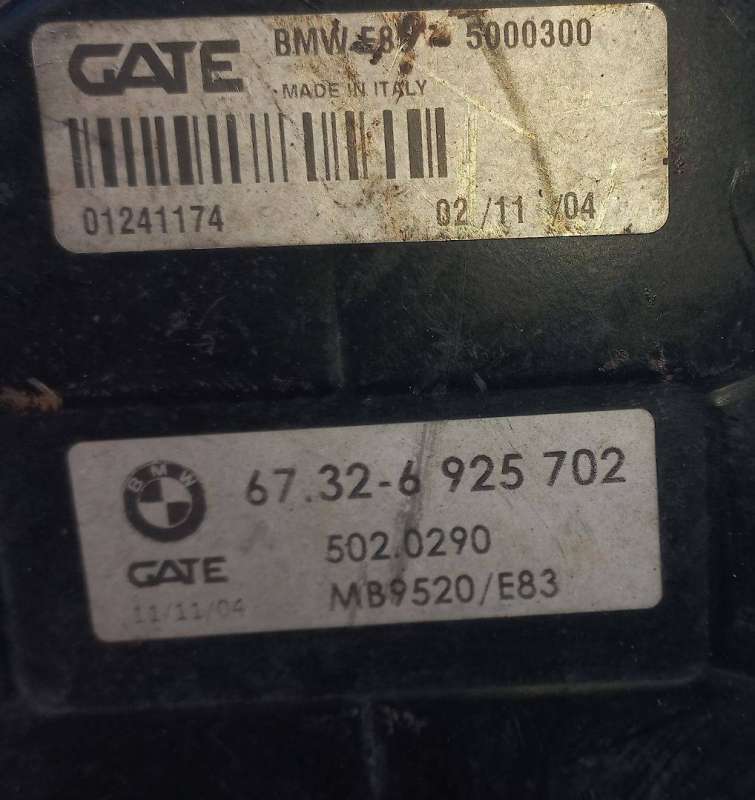 GATE BMW 5000300
MADE IN ITALY
01241174 02/11/04
BMW
67.32-6 925 702
GATE 502.0290
11/11/04 MB9520/E83